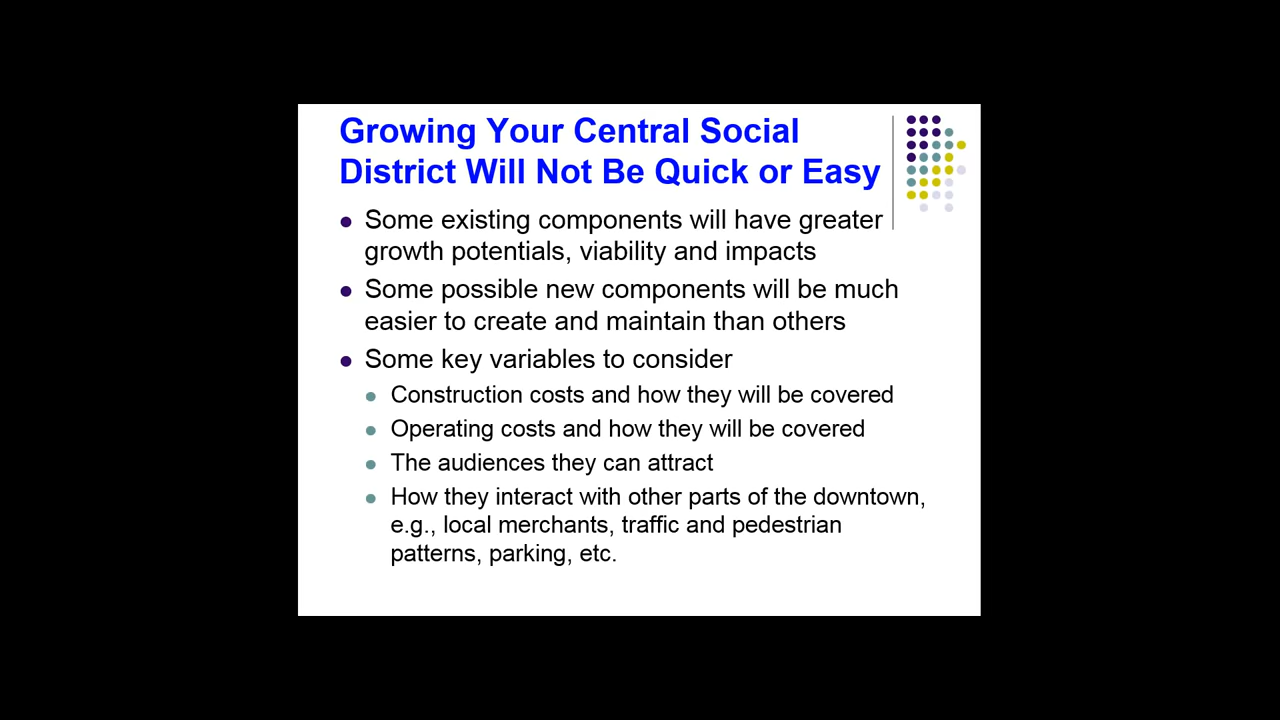 Growing Your Central Social
District Will Not Be Quick or Easy
Some existing components will have greater
growth potentials, viability and impacts
Some possible new components will be much
easier to create and maintain than others
Some key variables to consider
Construction costs and how they will be covered
Operating costs and how they will be covered
The audiences they can attract
How they interact with other parts of the downtown,
e.g., local merchants, traffic and pedestrian
patterns, parking, etc.